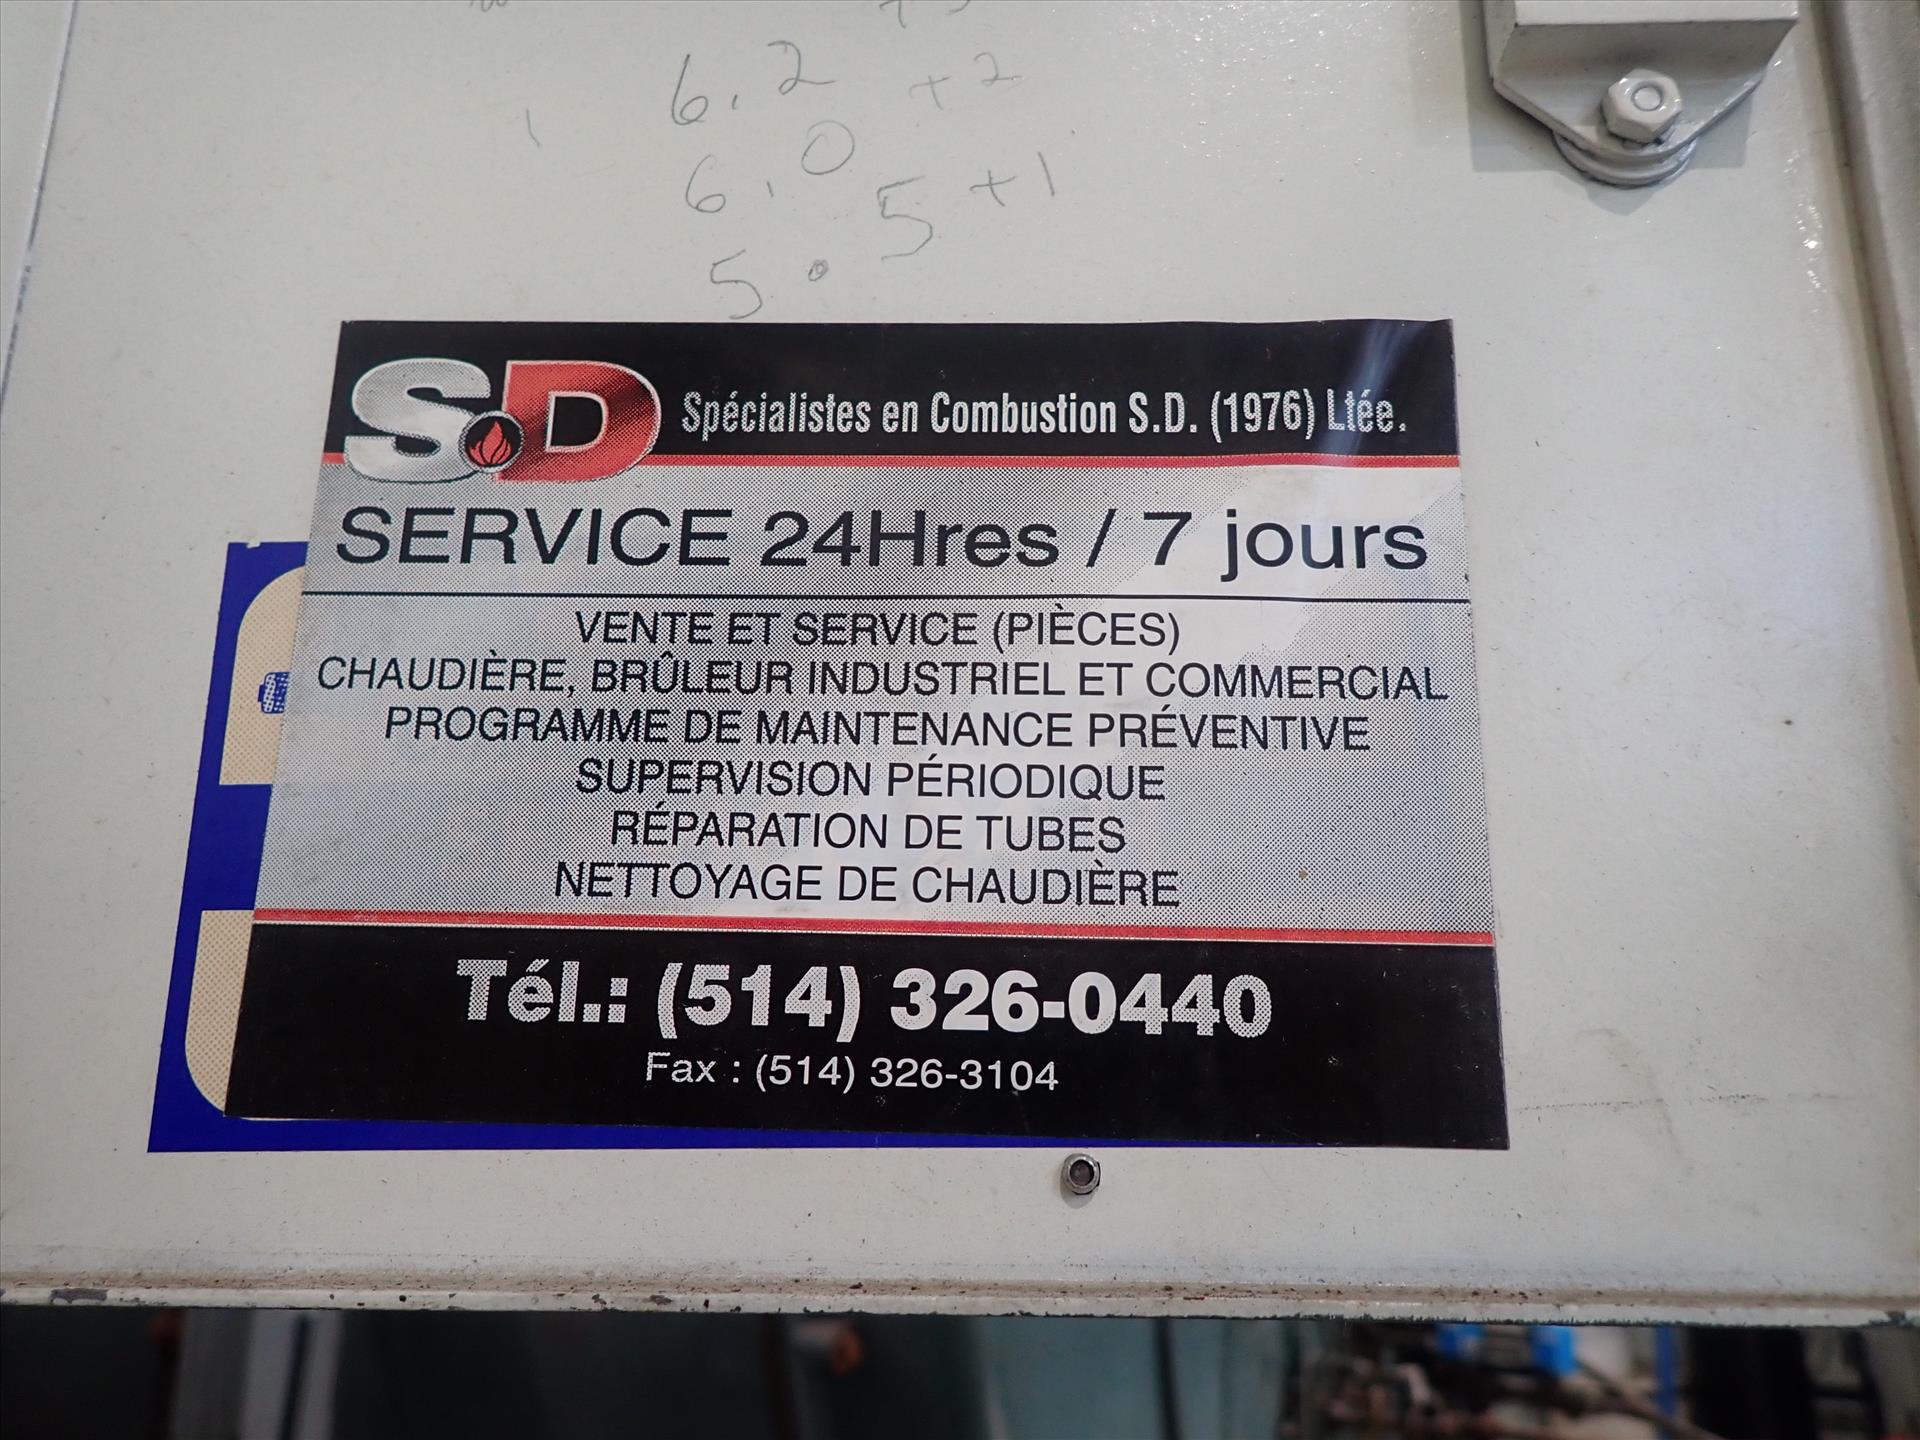 6.2 +2
6.0
5.5 +1
SD Spécialistes en Combustion S.D. (1976) Ltée.
SERVICE 24Hres / 7 jours
VENTE ET SERVICE (PIÈCES)
CHAUDIÈRE, BRÛLEUR INDUSTRIEL ET COMMERCIAL
PROGRAMME DE MAINTENANCE PRÉVENTIVE
SUPERVISION PÉRIODIQUE
RÉPARATION DE TUBES
NETTOYAGE DE CHAUDIÈRE
Tél.: (514) 326-0440
Fax : (514) 326-3104